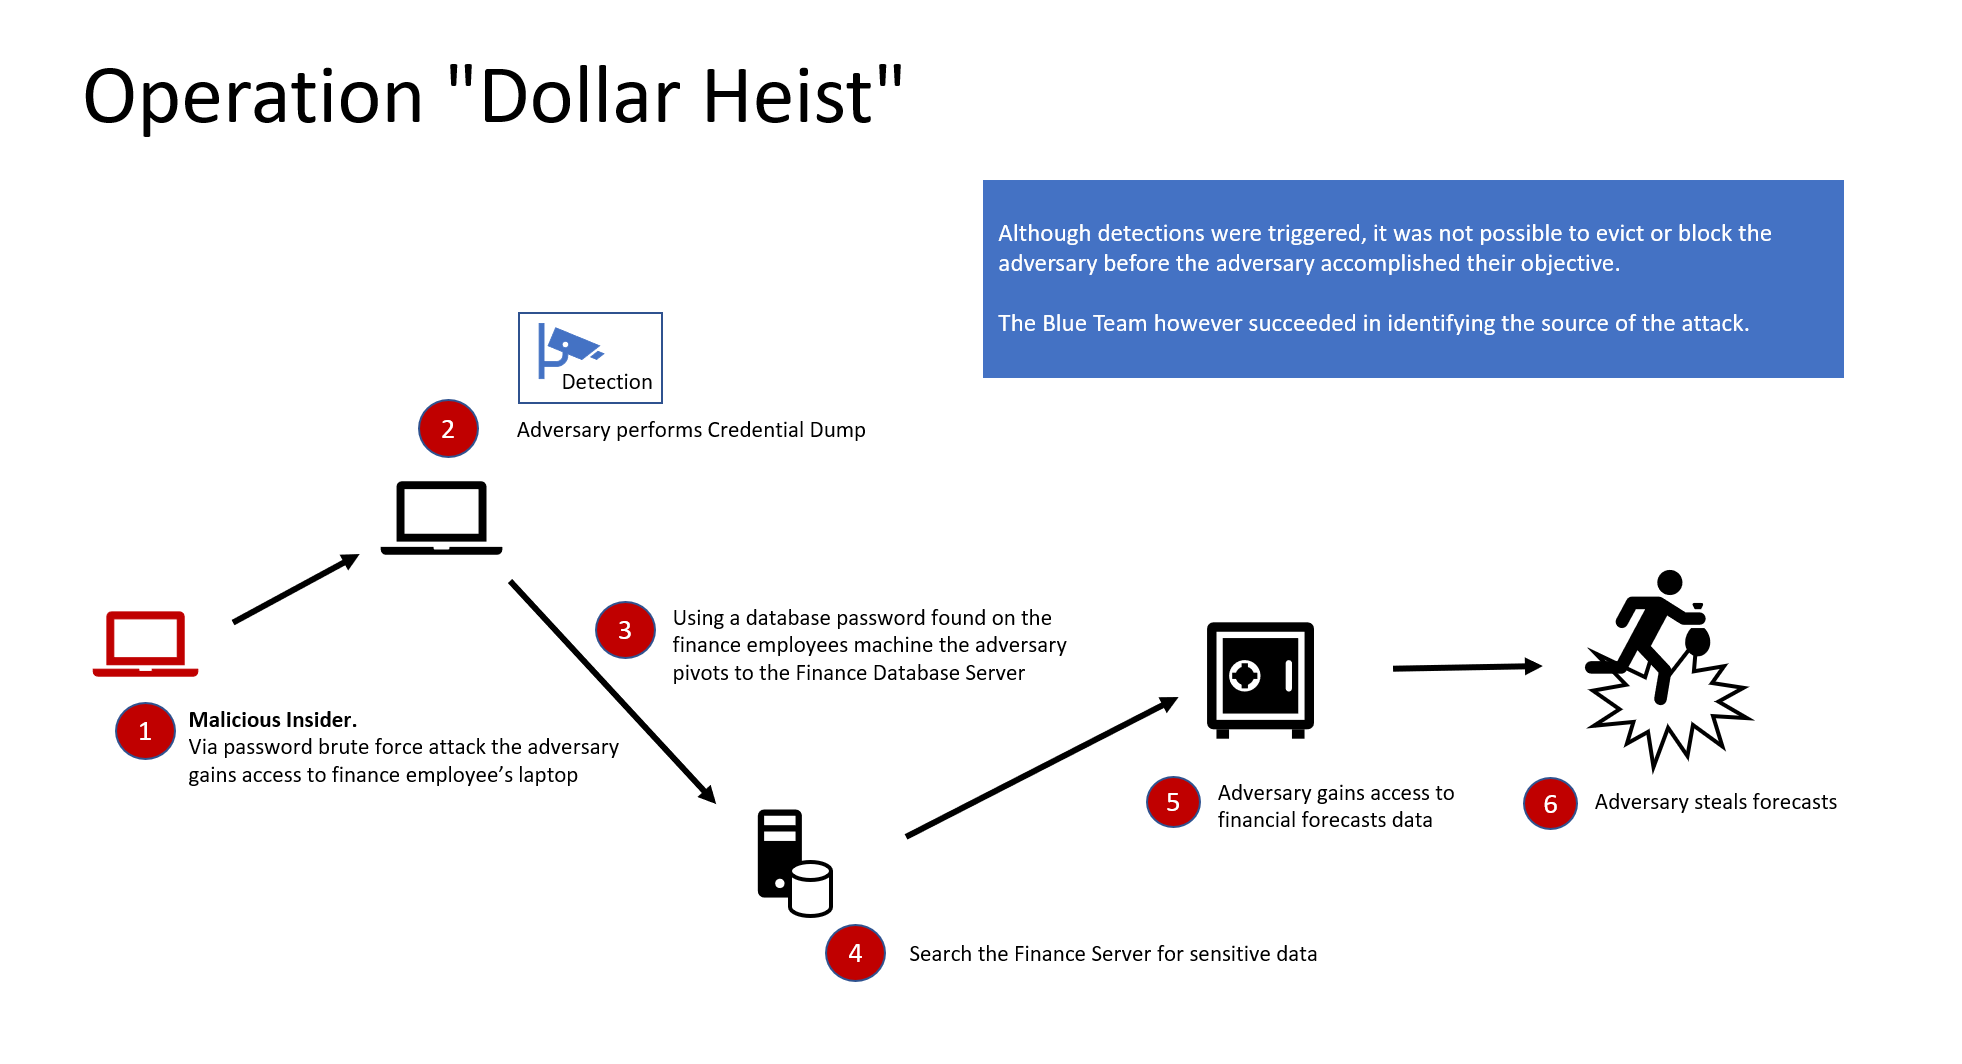 Operation "Dollar Heist"
Although detections were triggered, it was not possible to evict or block the
adversary before the adversary accomplished their objective.
The Blue Team however succeeded in identifying the source of the attack.
Detection
2
Adversary performs Credential Dump
3
Using a database password found on the
finance employees machine the adversary
pivots to the Finance Database Server
1
Malicious Insider.
Via password brute force attack the adversary
gains access to finance employee’s laptop
5
Adversary gains access to
financial forecasts data
6
Adversary steals forecasts
4
Search the Finance Server for sensitive data